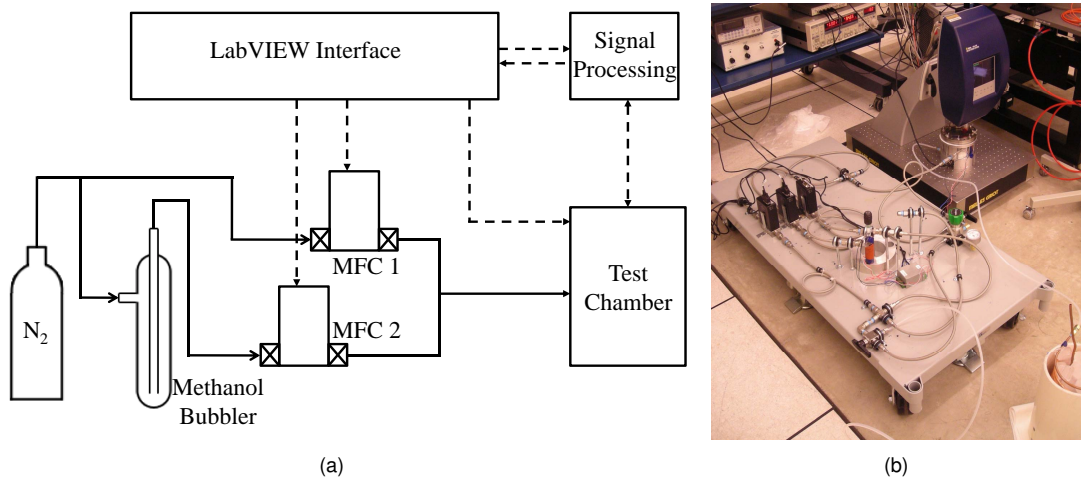 LabVIEW Interface
Signal
Processing
MFC 1
N2
MFC 2
Test
Chamber
Methanol
Bubbler
(a)
(b)